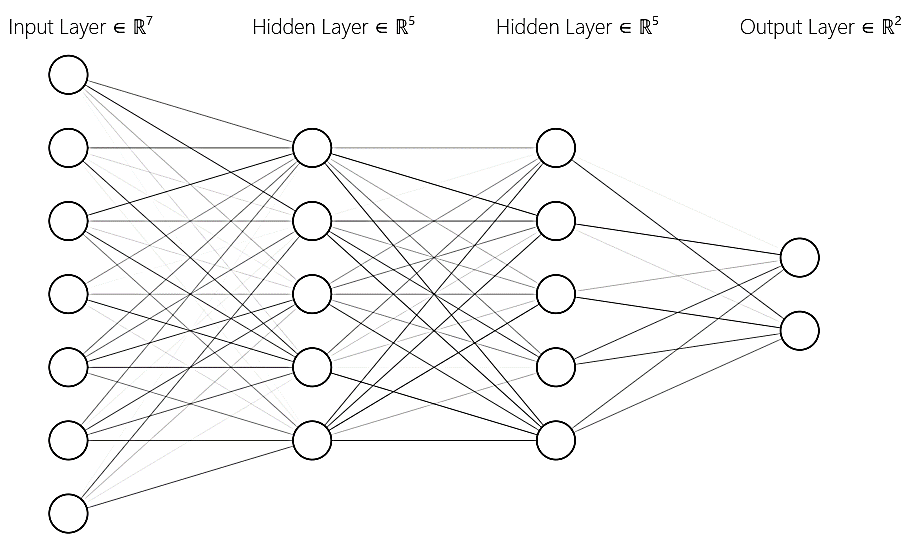 Input Layer ∈ ℝ⁷
Hidden Layer ∈ ℝ⁵
Hidden Layer ∈ ℝ⁵
Output Layer ∈ ℝ²